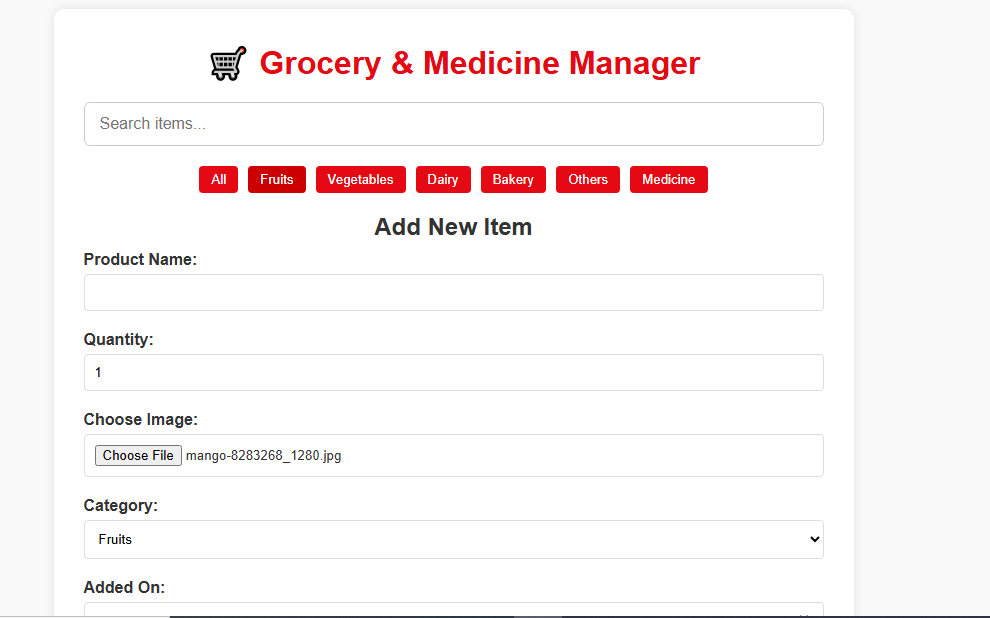 Grocery & Medicine Manager
Search items...
All Fruits Vegetables Dairy Bakery Others Medicine
Add New Item
Product Name:
Quantity:
1
Choose Image:
Choose File mango-8283268_1280.jpg
Category:
Fruits
Added On: